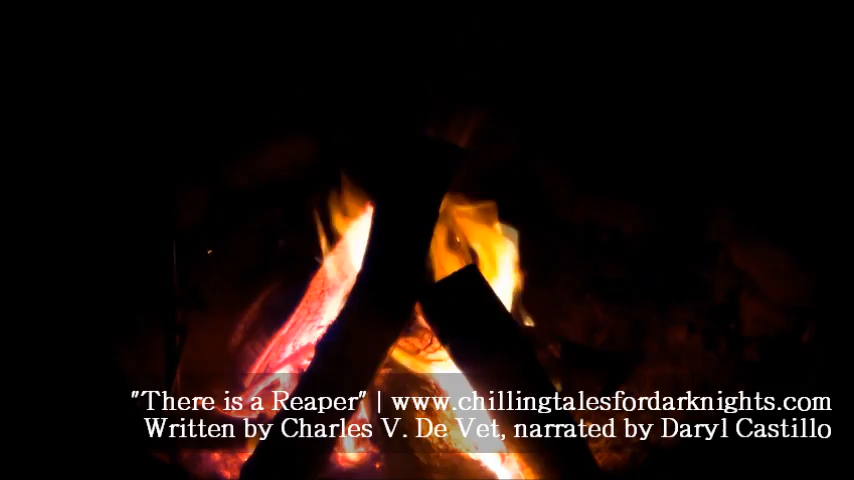 "There is a Reaper" | www.chillingtalesfordarknights.com
Written by Charles V. De Vet, narrated by Daryl Castillo